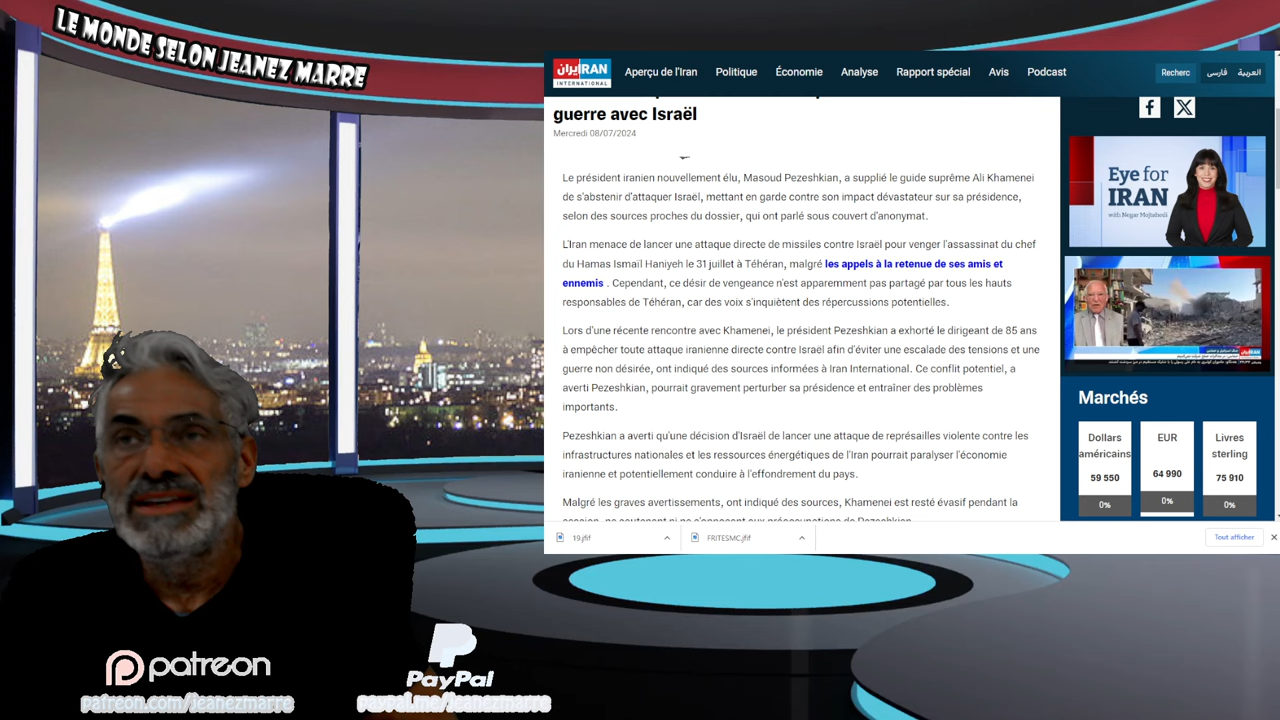 LE MONDE SELON JEANEZ MARRE
ایران IRAN
INTERNATIONAL
Aperçu de l'Iran Politique Économie Analyse Rapport spécial Avis Podcast
Recherc فارسی العربية
guerre avec Israël
Mercredi 08/07/2024
Le président iranien nouvellement élu, Masoud Pezeshkian, a supplié le guide suprême Ali Khamenei
de s'abstenir d'attaquer Israël, mettant en garde contre son impact dévastateur sur sa présidence,
selon des sources proches du dossier, qui ont parlé sous couvert d'anonymat.
L'Iran menace de lancer une attaque directe de missiles contre Israël pour venger l'assassinat du chef
du Hamas Ismaïl Haniyeh le 31 juillet à Téhéran, malgré les appels à la retenue de ses amis et
ennemis . Cependant, ce désir de vengeance n'est apparemment pas partagé par tous les hauts
responsables de Téhéran, car des voix s'inquiètent des répercussions potentielles.
Lors d'une récente rencontre avec Khamenei, le président Pezeshkian a exhorté le dirigeant de 85 ans
à empêcher toute attaque iranienne directe contre Israël afin d'éviter une escalade des tensions et une
guerre non désirée, ont indiqué des sources informées à Iran International. Ce conflit potentiel, a
averti Pezeshkian, pourrait gravement perturber sa présidence et entraîner des problèmes
importants.
Pezeshkian a averti qu'une décision d'Israël de lancer une attaque de représailles violente contre les
infrastructures nationales et les ressources énergétiques de l'Iran pourrait paralyser l'économie
iranienne et potentiellement conduire à l'effondrement du pays.
Malgré les graves avertissements, ont indiqué des sources, Khamenei est resté évasif pendant la
Eye for
IRAN
with Negar Mojtahedi
Marchés
Dollars
américains
59 550
0%
EUR
64 990
0%
Livres
sterling
75 910
0%
19.jfif
FRITESMC.jfif
Tout afficher
patreon
patreon.com/jeanezmarre
PayPal
paypal.me/jeanezmarre